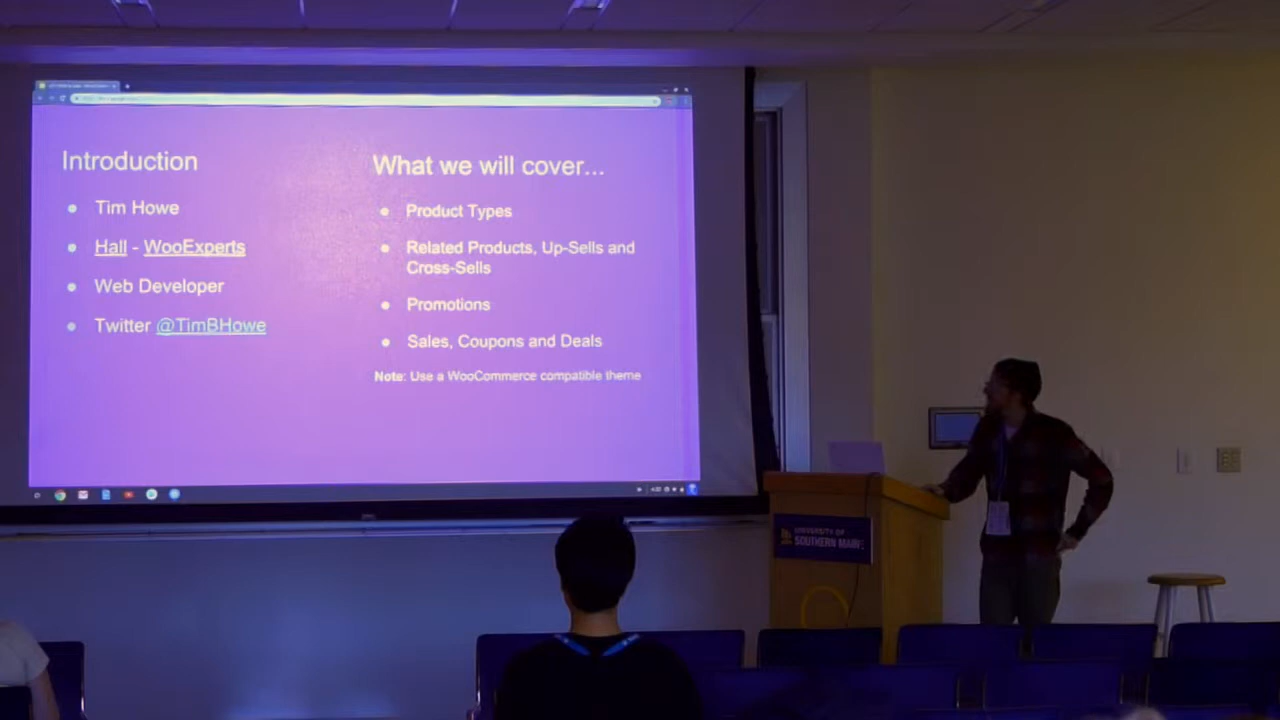 Introduction
Tim Howe
Hall - WooExperts
Web Developer
Twitter @TimBHowe
What we will cover...
Product Types
Related Products, Up-Sells and
Cross-Sells
Promotions
Sales, Coupons and Deals
Note: Use a WooCommerce compatible theme
UNIVERSITY OF
SOUTHERN MAINE